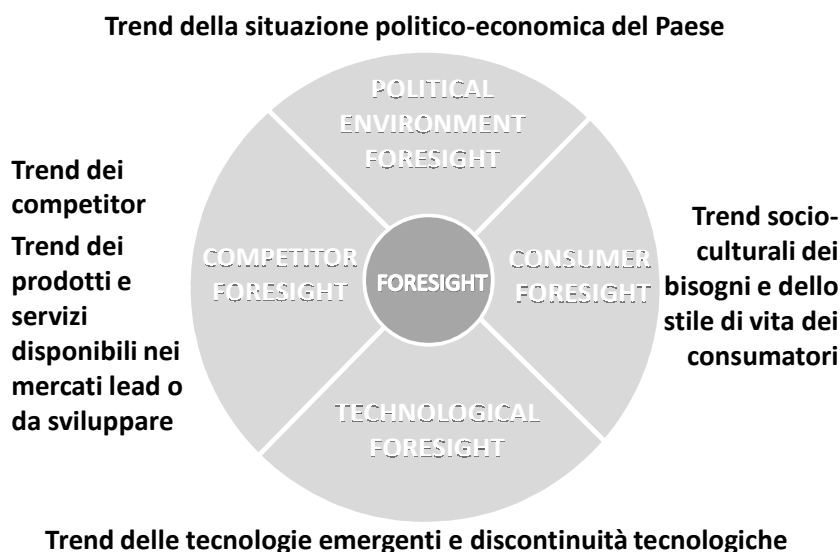 Trend della situazione politico-economica del Paese
POLITICAL
ENVIRONMENT
FORESIGHT
Trend dei
competitor
Trend dei
prodotti e
servizi
disponibili nei
mercati lead o
da sviluppare
COMPETITOR
FORESIGHT
FORESIGHT
CONSUMER
FORESIGHT
Trend socio-
culturali dei
bisogni e dello
stile di vita dei
consumatori
TECHNOLOGICAL
FORESIGHT
Trend delle tecnologie emergenti e discontinuità tecnologiche